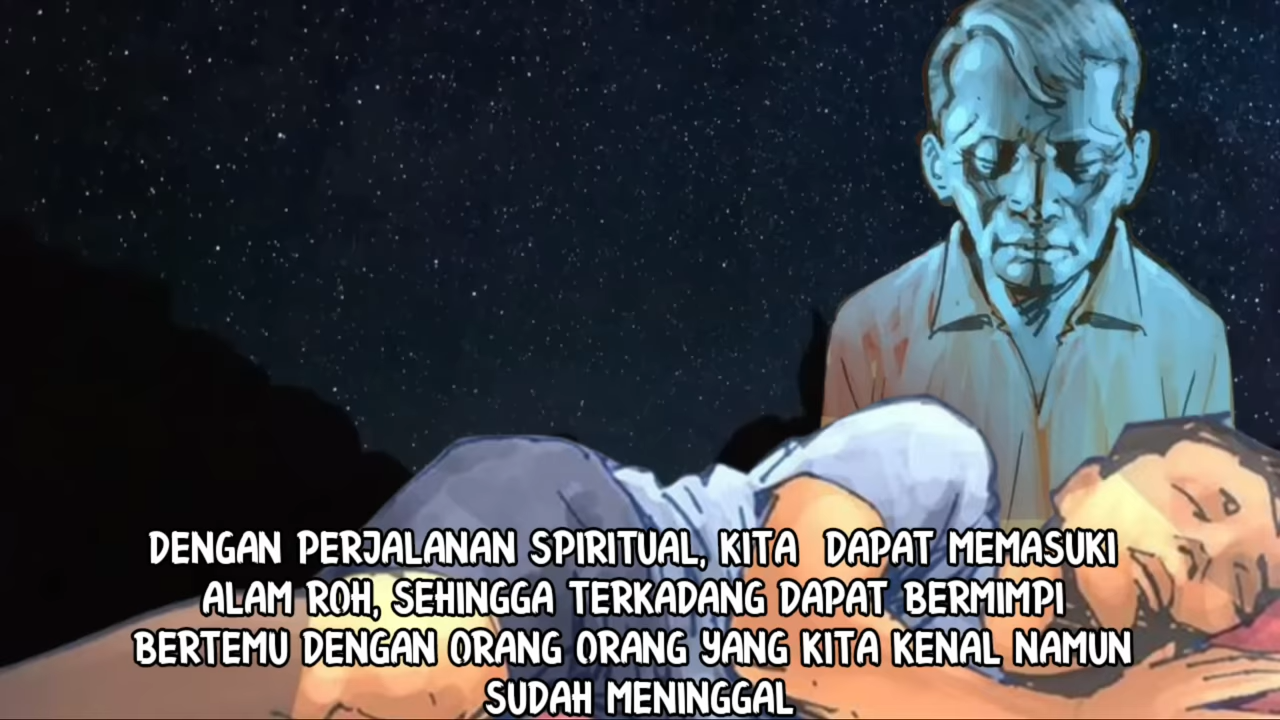 DENGAN PERJALANAN SPIRITUAL, KITA DAPAT MEMASUKI
ALAM ROH, SEHINGGA TERKADANG DAPAT BERMIMPI
BERTEMU DENGAN ORANG ORANG YANG KITA KENAL NAMUN
SUDAH MENINGGAL